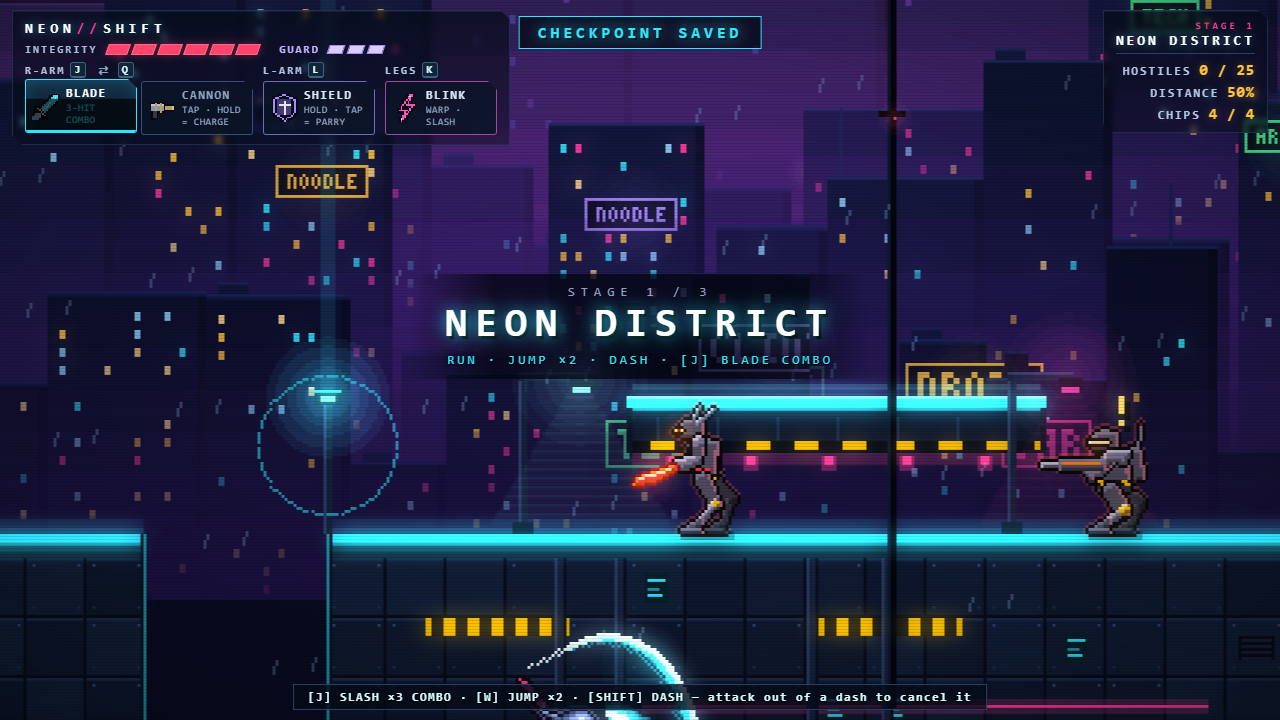 NEON//SHIFT
INTEGRITY
GUARD
R-ARM J ⇄ Q
L-ARM L
LEGS K
BLADE
3-HIT
COMBO
CANNON
TAP · HOLD
= CHARGE
SHIELD
HOLD · TAP
= PARRY
BLINK
WARP ·
SLASH
CHECKPOINT SAVED
STAGE 1
NEON DISTRICT
HOSTILES 0 / 25
DISTANCE 50%
CHIPS 4 / 4
NOODLE
NOODLE
STAGE 1 / 3
NEON DISTRICT
RUN · JUMP ×2 · DASH · [J] BLADE COMBO
[J] SLASH ×3 COMBO · [W] JUMP ×2 · [SHIFT] DASH — attack out of a dash to cancel it